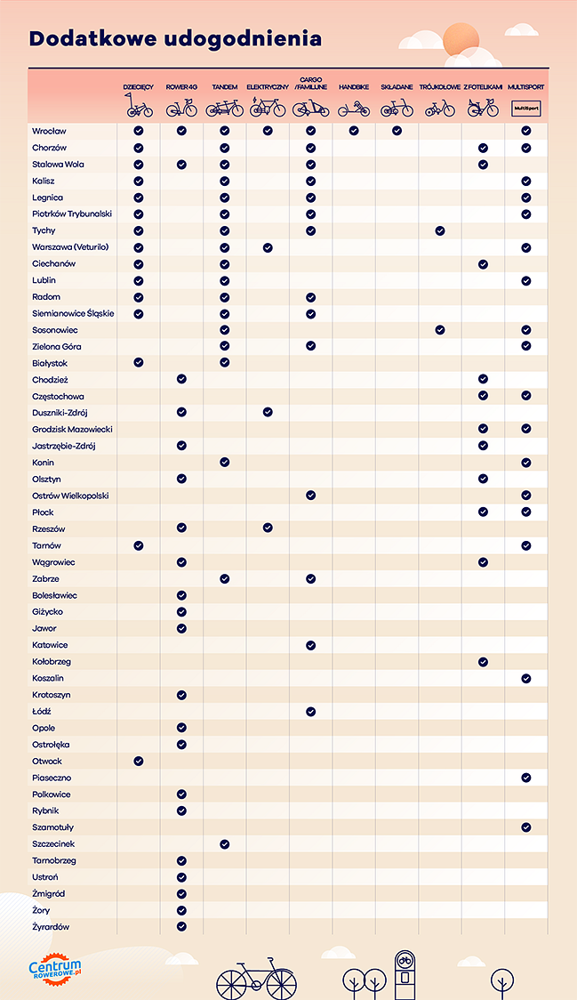 Dodatkowe udogodnienia
DZIECIĘCY ROWER 4G TANDEM ELEKTRYCZNY CARGO /FAMILIJNE HANDBIKE SKŁADANE TRÓJKOŁOWE Z FOTELIKAMI MULTISPORT
MultiSport
Wrocław
Chorzów
Stalowa Wola
Kalisz
Legnica
Piotrków Trybunalski
Tychy
Warszawa (Veturilo)
Ciechanów
Lublin
Radom
Siemianowice Śląskie
Sosonowiec
Zielona Góra
Białystok
Chodzież
Częstochowa
Duszniki-Zdrój
Grodzisk Mazowiecki
Jastrzębie-Zdrój
Konin
Olsztyn
Ostrów Wielkopolski
Płock
Rzeszów
Tarnów
Wągrowiec
Zabrze
Bolesławiec
Giżycko
Jawor
Katowice
Kołobrzeg
Koszalin
Krotoszyn
Łódź
Opole
Ostrołęka
Otwock
Piaseczno
Polkowice
Rybnik
Szamotuły
Szczecinek
Tarnobrzeg
Ustroń
Żmigród
Żory
Żyrardów
Centrum
ROWEROWE.pl